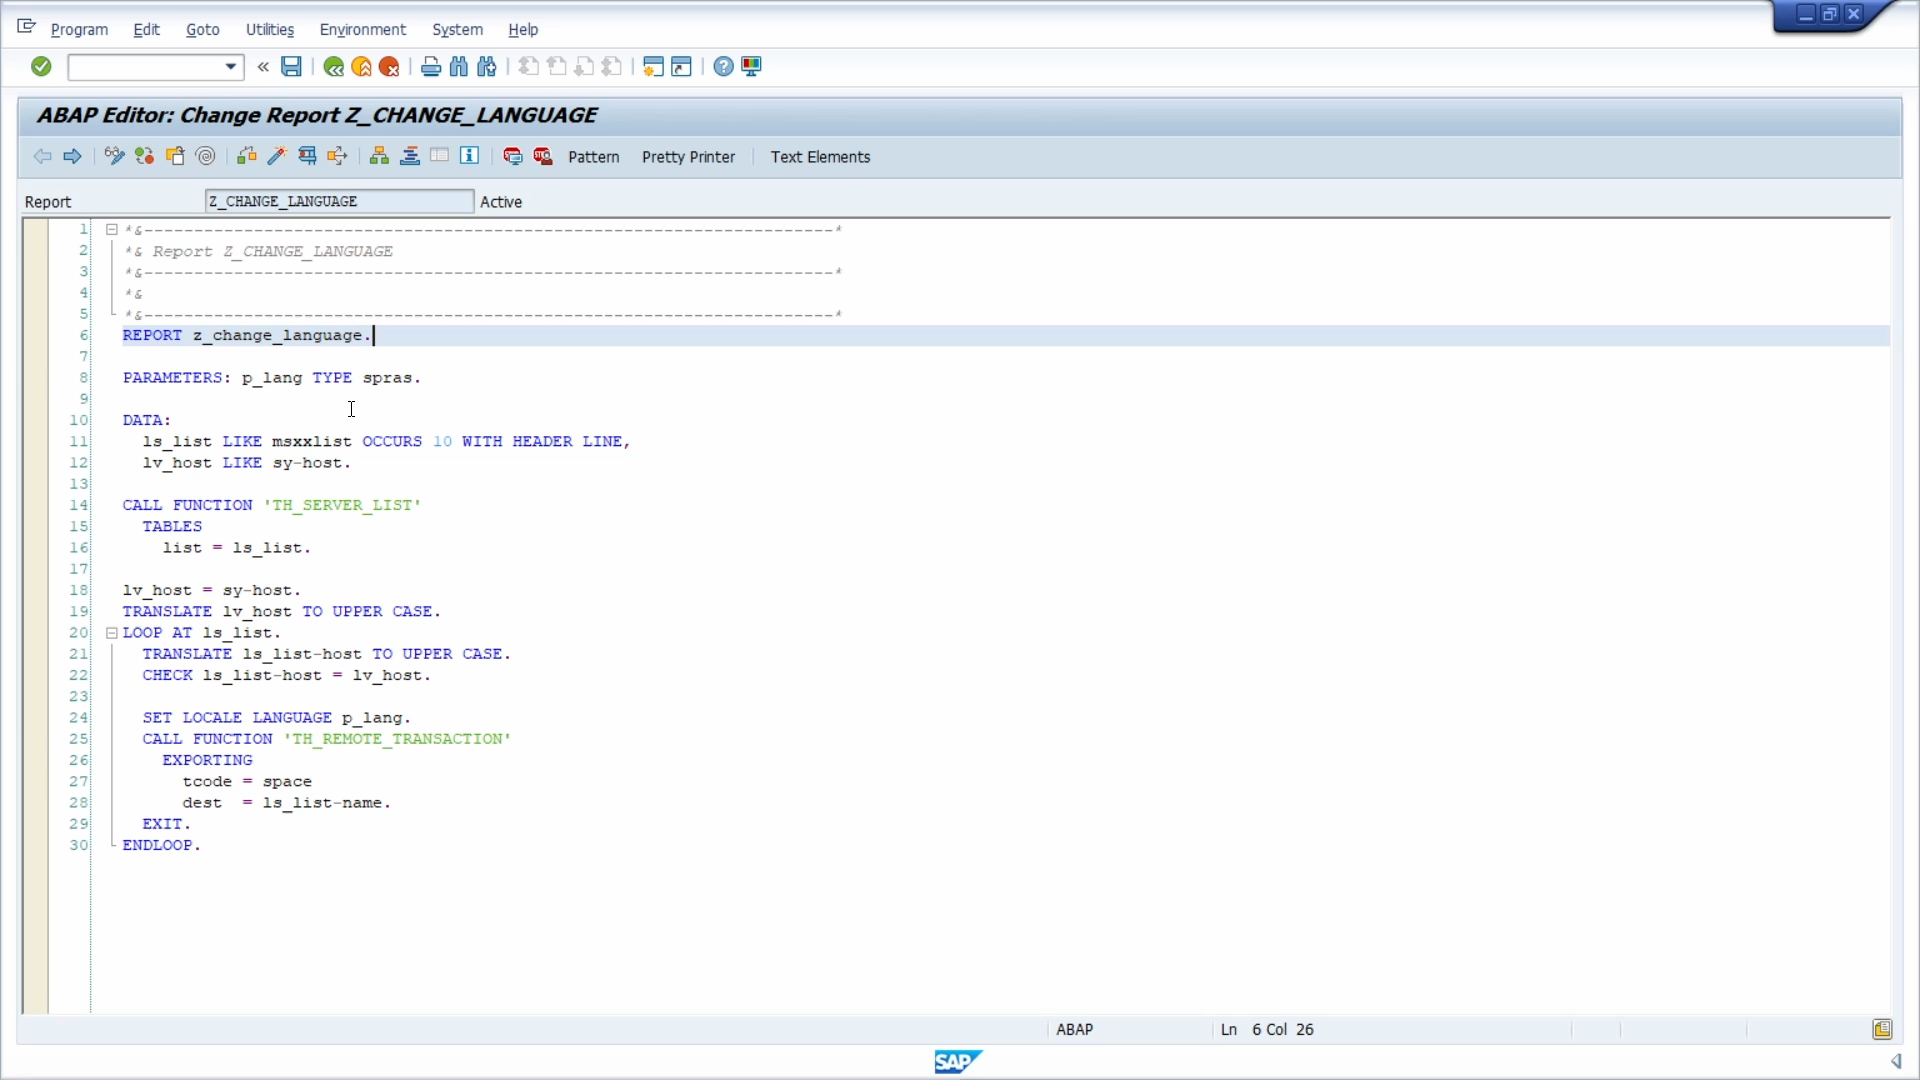 Program Edit Goto Utilities Environment System Help
ABAP Editor: Change Report Z_CHANGE_LANGUAGE
Pattern Pretty Printer Text Elements
Report Z_CHANGE_LANGUAGE Active
1 *&---------------------------------------------------------------------*
2 *& Report Z_CHANGE_LANGUAGE
3 *&---------------------------------------------------------------------*
4 *&
5 *&---------------------------------------------------------------------*
6 REPORT z_change_language.
7
8 PARAMETERS: p_lang TYPE spras.
9
10 DATA:
11 ls_list LIKE msxxlist OCCURS 10 WITH HEADER LINE,
12 lv_host LIKE sy-host.
13
14 CALL FUNCTION 'TH_SERVER_LIST'
15 TABLES
16 list = ls_list.
17
18 lv_host = sy-host.
19 TRANSLATE lv_host TO UPPER CASE.
20 LOOP AT ls_list.
21 TRANSLATE ls_list-host TO UPPER CASE.
22 CHECK ls_list-host = lv_host.
23
24 SET LOCALE LANGUAGE p_lang.
25 CALL FUNCTION 'TH_REMOTE_TRANSACTION'
26 EXPORTING
27 tcode = space
28 dest = ls_list-name.
29 EXIT.
30 ENDLOOP.
ABAP Ln 6 Col 26
SAP